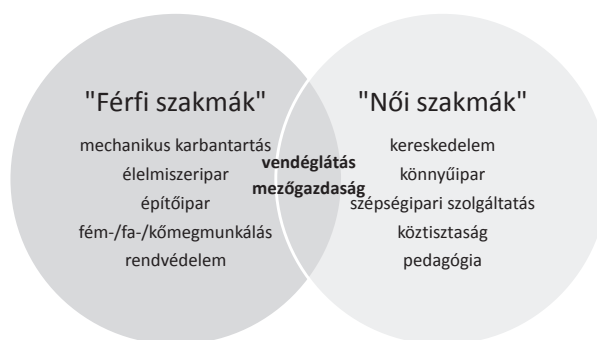 "Férfi szakmák"
mechanikus karbantartás
élelmiszeripar
építőipar
fém-/fa-/kőmegmunkálás
rendvédelem
vendéglátás
mezőgazdaság
"Női szakmák"
kereskedelem
könnyűipar
szépségipari szolgáltatás
köztisztaság
pedagógia